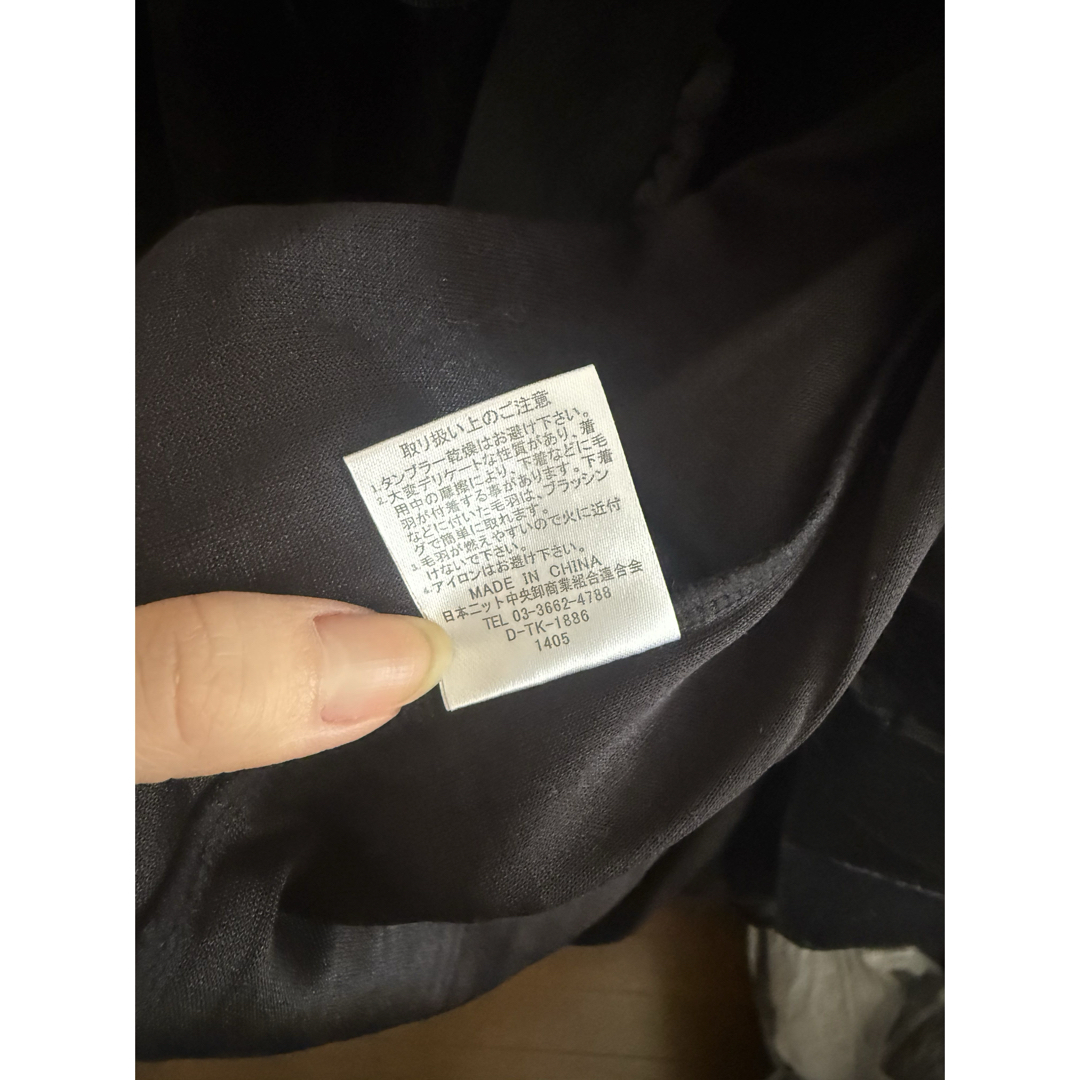 取り扱い上のご注意
1.タンブラー乾燥はお避け下さい。
2.大変デリケートな性質があり、着
用中の摩擦により、下着などに毛
羽が付着する事があります。下着
などに付いた毛羽は、ブラッシン
グで簡単に取れます。
3.毛羽が燃えやすいので火に近付
けないで下さい。
4.アイロンはお避け下さい。
MADE IN CHINA
日本ニット中央卸商業組合連合会
TEL 03-3662-4788
D-TK-1886
1405